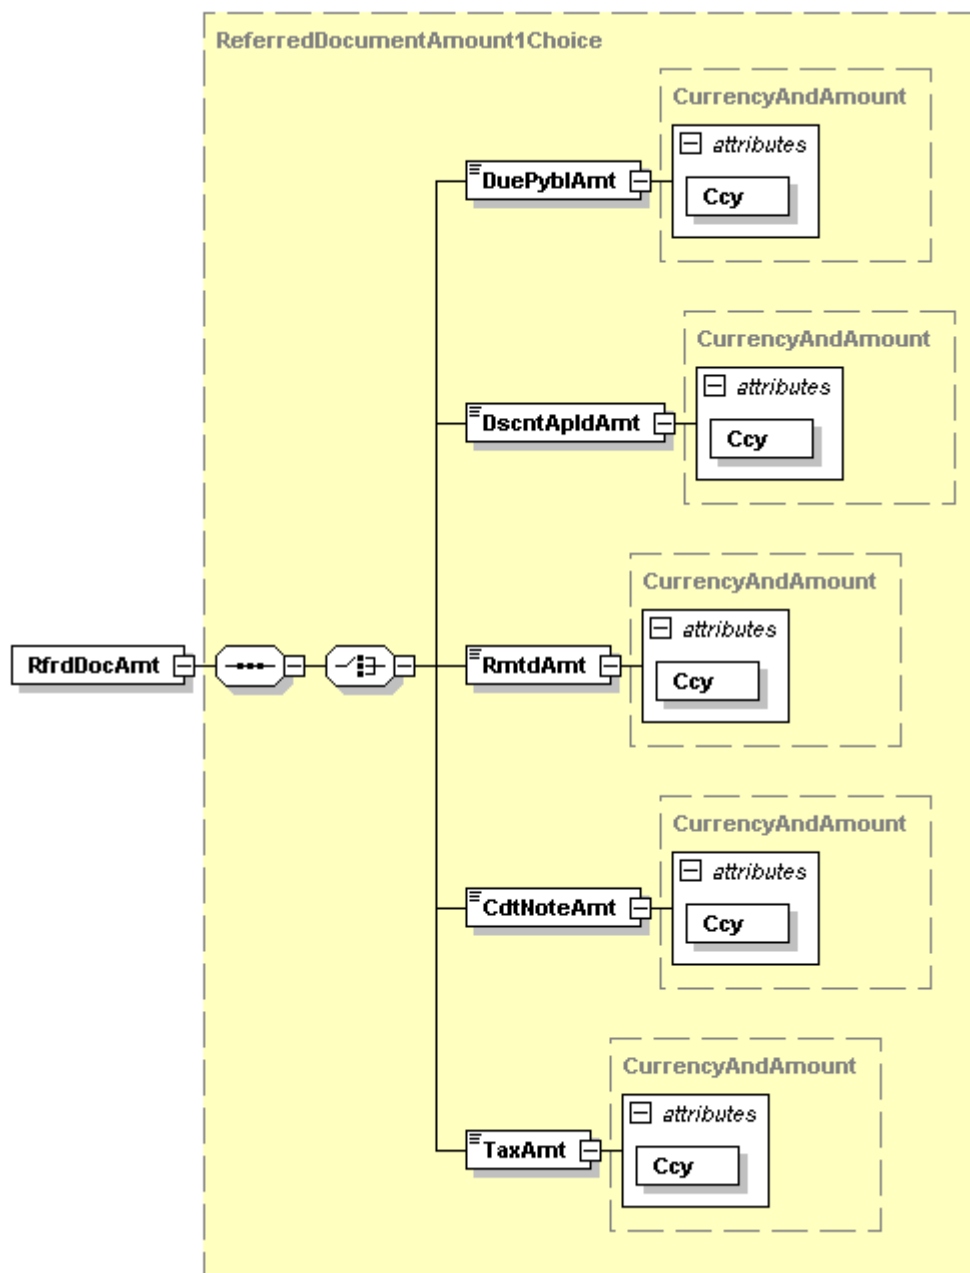 ReferredDocumentAmount1Choice
CurrencyAndAmount
attributes
DuePyblAmt
Ccy
CurrencyAndAmount
attributes
DscntApldAmt
Ccy
CurrencyAndAmount
attributes
RfrdDocAmt
RmtdAmt
Ccy
CurrencyAndAmount
attributes
CdtNoteAmt
Ccy
CurrencyAndAmount
attributes
TaxAmt
Ccy